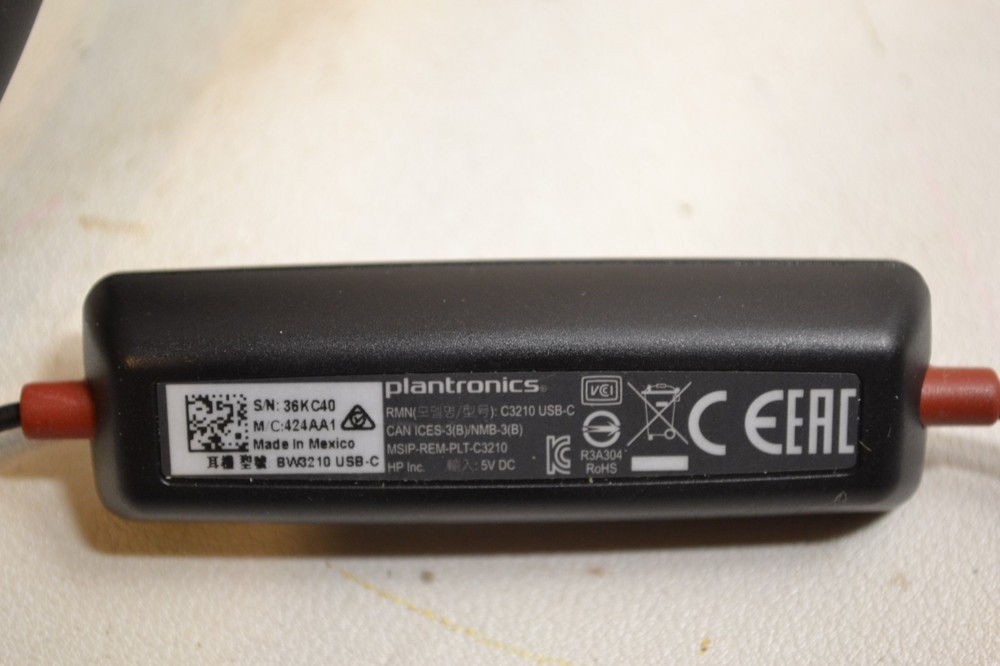 S/N: 36KC40
M/C:424AA1
Made in Mexico
耳機 型號 BW3210 USB-C
plantronics®
RMN(모델명/型号): C3210 USB-C
CAN ICES-3(B)/NMB-3(B)
MSIP-REM-PLT-C3210
HP Inc. 輸入: 5V DC
VCI
R3A304
RoHS
CE
EAC